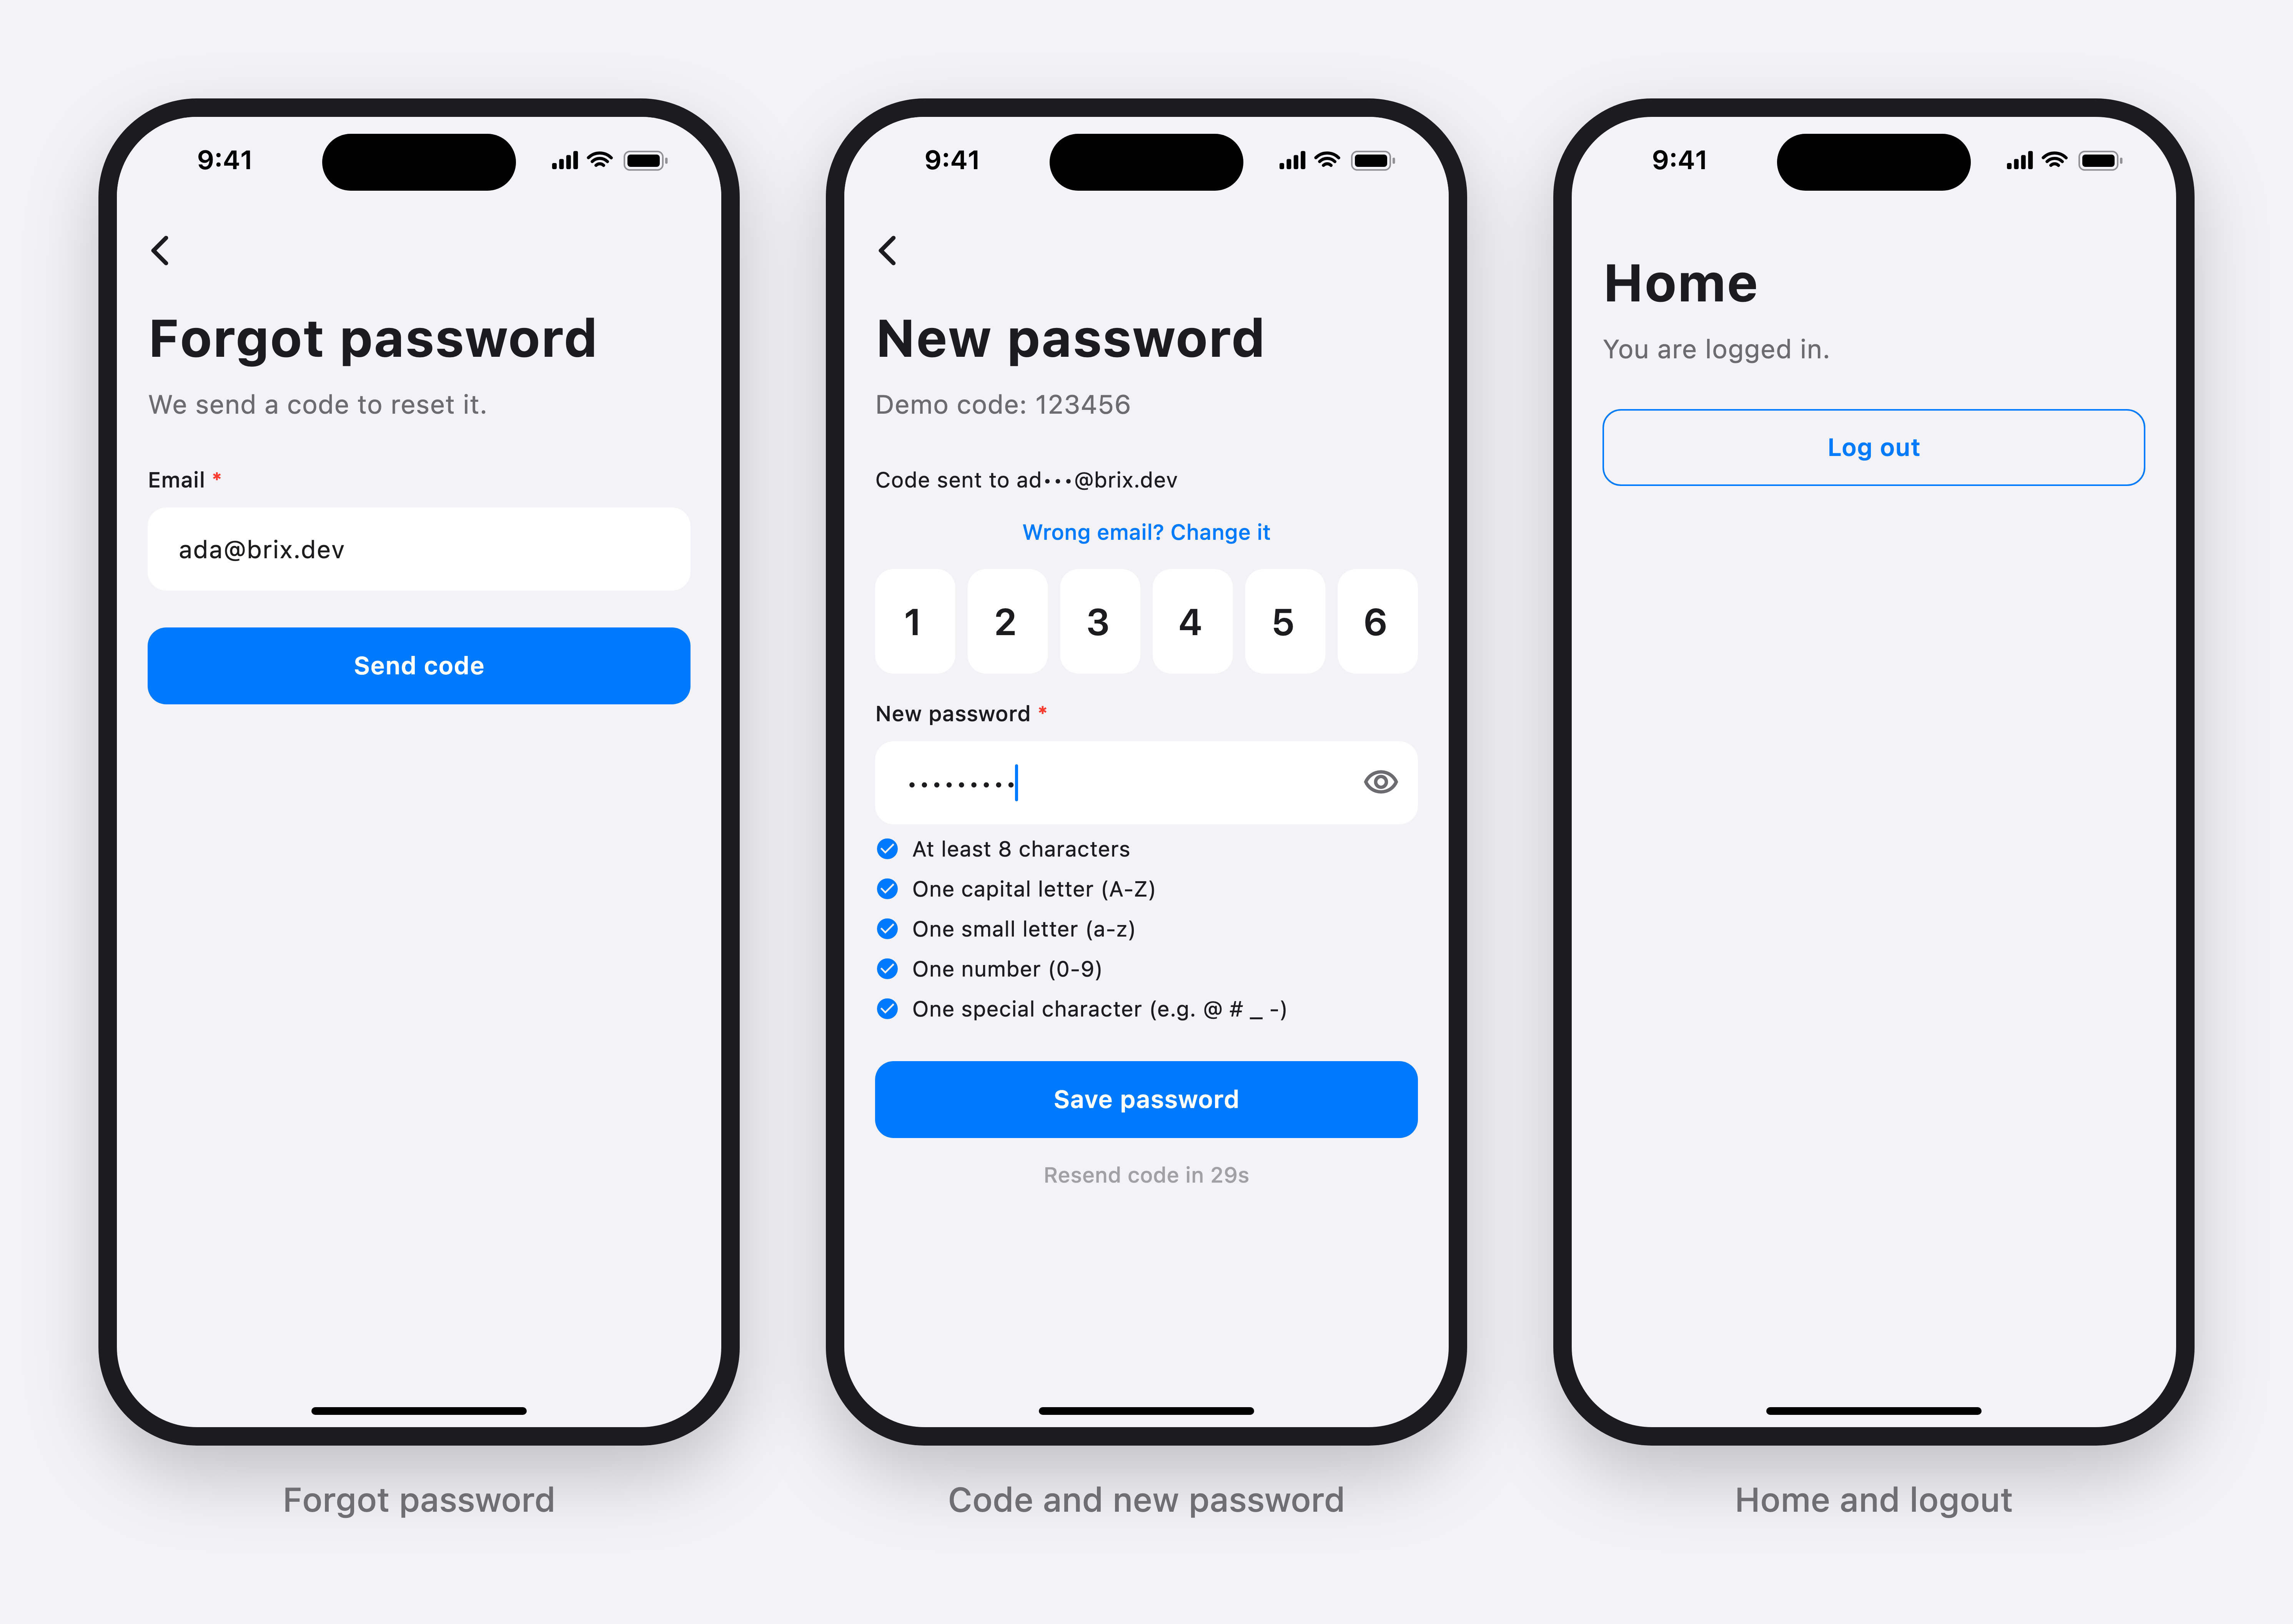 9:41
Forgot password
We send a code to reset it.
Email *
ada@brix.dev
Send code
Forgot password
9:41
New password
Demo code: 123456
Code sent to ad•••@brix.dev
Wrong email? Change it
1 2 3 4 5 6
New password *
•••••••••
At least 8 characters
One capital letter (A-Z)
One small letter (a-z)
One number (0-9)
One special character (e.g. @ # _ -)
Save password
Resend code in 29s
Code and new password
9:41
Home
You are logged in.
Log out
Home and logout